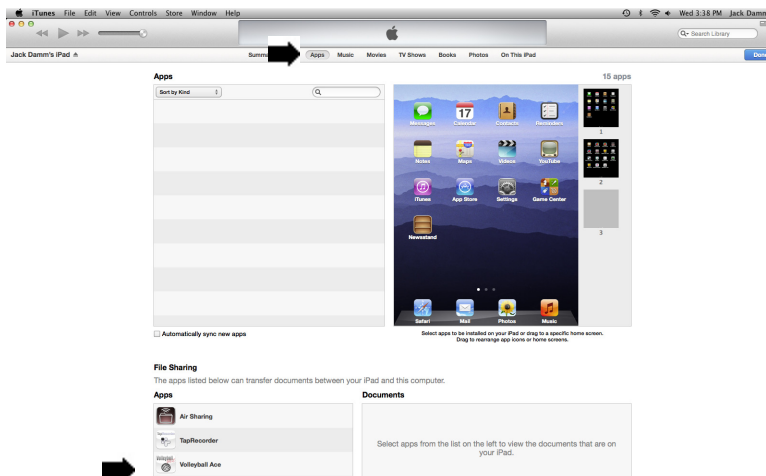 iTunes File Edit View Controls Store Window Help
Wed 3:38 PM Jack Damm
Search Library
Jack Damm's iPad
Apps Music Movies TV Shows Books Photos On This iPad
Apps
15 apps
Sort by Kind
Messages Calendar Contacts Reminders
17
Notes Maps Videos YouTube
iTunes App Store Settings Game Center
Newsstand
Safari Mail Photos Music
1
2
3
Automatically sync new apps
Select apps to be installed on your iPad or drag to a specific home screen.
Drag to rearrange app icons or home screens.
File Sharing
The apps listed below can transfer documents between your iPad and this computer.
Apps
Documents
Air Sharing
TapRecorder
Volleyball Ace
Select apps from the list on the left to view the documents that are on
your iPad.